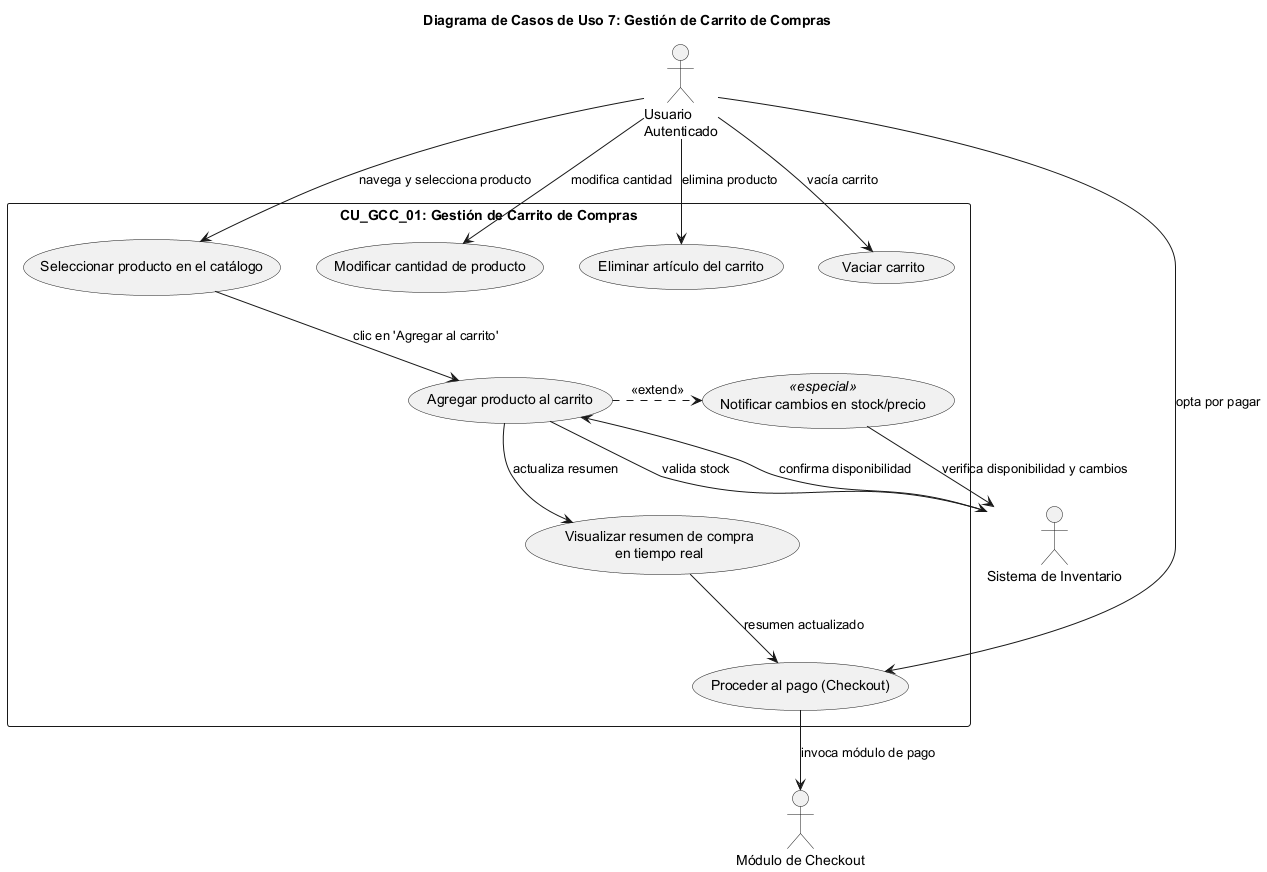 Diagrama de Casos de Uso 7: Gestión de Carrito de Compras
Usuario
Autenticado
navega y selecciona producto
modifica cantidad
elimina producto
vacía carrito
CU_GCC_01: Gestión de Carrito de Compras
Seleccionar producto en el catálogo
Modificar cantidad de producto
Eliminar artículo del carrito
Vaciar carrito
clic en 'Agregar al carrito'
Agregar producto al carrito
«extend»
«especial»
Notificar cambios en stock/precio
opta por pagar
actualiza resumen
valida stock
confirma disponibilidad
verifica disponibilidad y cambios
Visualizar resumen de compra
en tiempo real
Sistema de Inventario
resumen actualizado
Proceder al pago (Checkout)
invoca módulo de pago
Módulo de Checkout